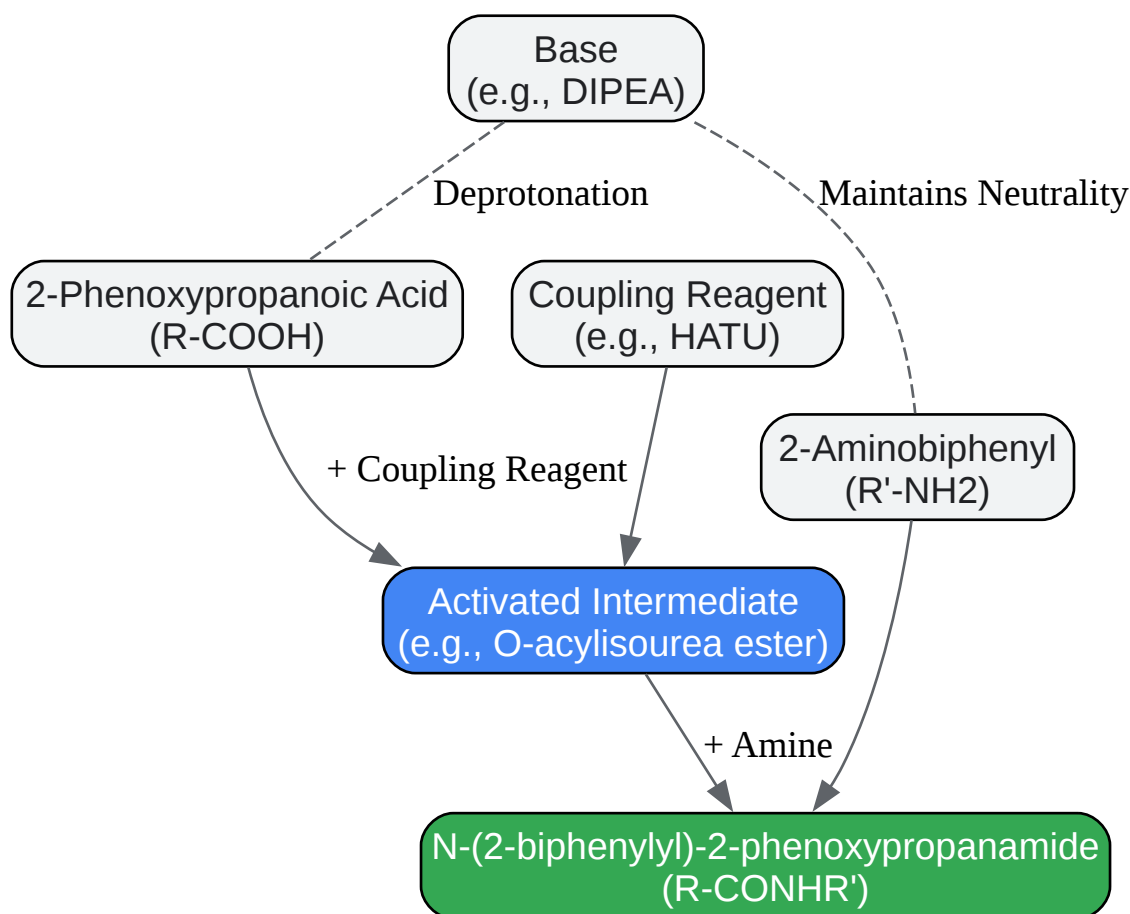 Base
(e.g., DIPEA)
Deprotonation
Maintains Neutrality
2-Phenoxypropanoic Acid
(R-COOH)
Coupling Reagent
(e.g., HATU)
+ Coupling Reagent
2-Aminobiphenyl
(R'-NH2)
Activated Intermediate
(e.g., O-acylisourea ester)
+ Amine
N-(2-biphenylyl)-2-phenoxypropanamide
(R-CONHR')